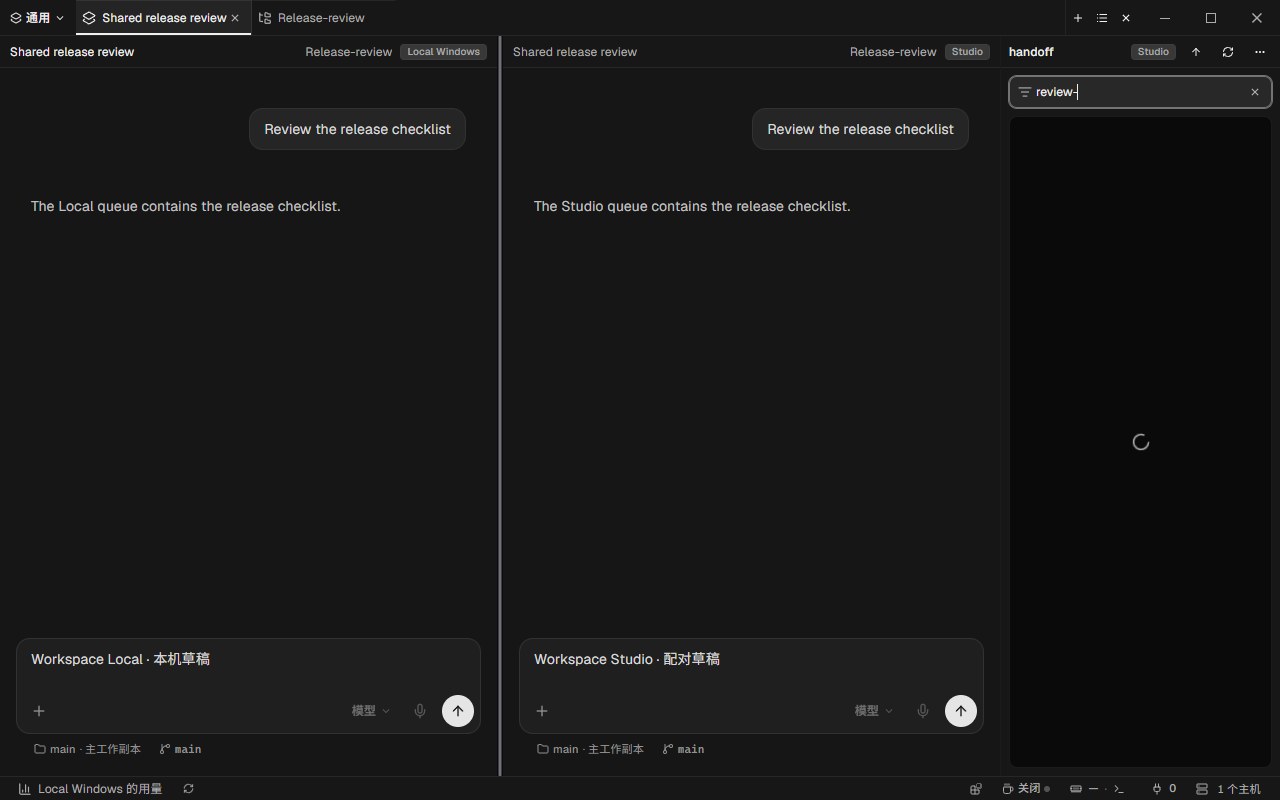 通用
Shared release review
Release-review
Shared release review
Release-review
Local Windows
Review the release checklist
The Local queue contains the release checklist.
Workspace Local · 本机草稿
模型
main · 主工作副本
main
Shared release review
Release-review
Studio
Review the release checklist
The Studio queue contains the release checklist.
Workspace Studio · 配对草稿
模型
main · 主工作副本
main
handoff
Studio
review-
Local Windows 的用量
关闭
0
1 个主机